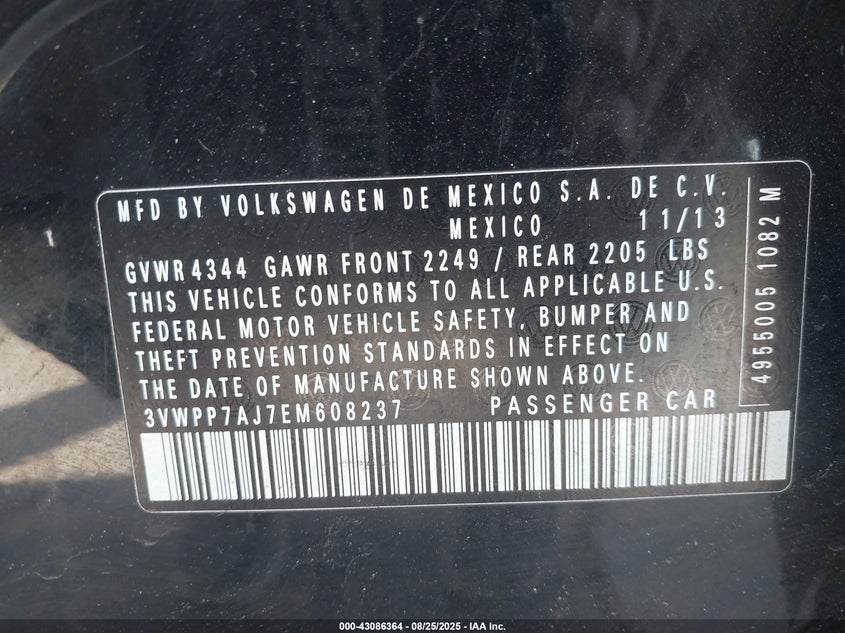 MFD BY VOLKSWAGEN DE MEXICO S.A. DE C.V.
MEXICO 11/13
GVWR 4344 GAWR FRONT 2249 / REAR 2205 LBS
THIS VEHICLE CONFORMS TO ALL APPLICABLE U.S.
FEDERAL MOTOR VEHICLE SAFETY, BUMPER AND
THEFT PREVENTION STANDARDS IN EFFECT ON
THE DATE OF MANUFACTURE SHOWN ABOVE.
3VWPP7AJ7EM608237 PASSENGER CAR
4955005 1082 M
000-43086364 - 08/25/2025 - IAA Inc.